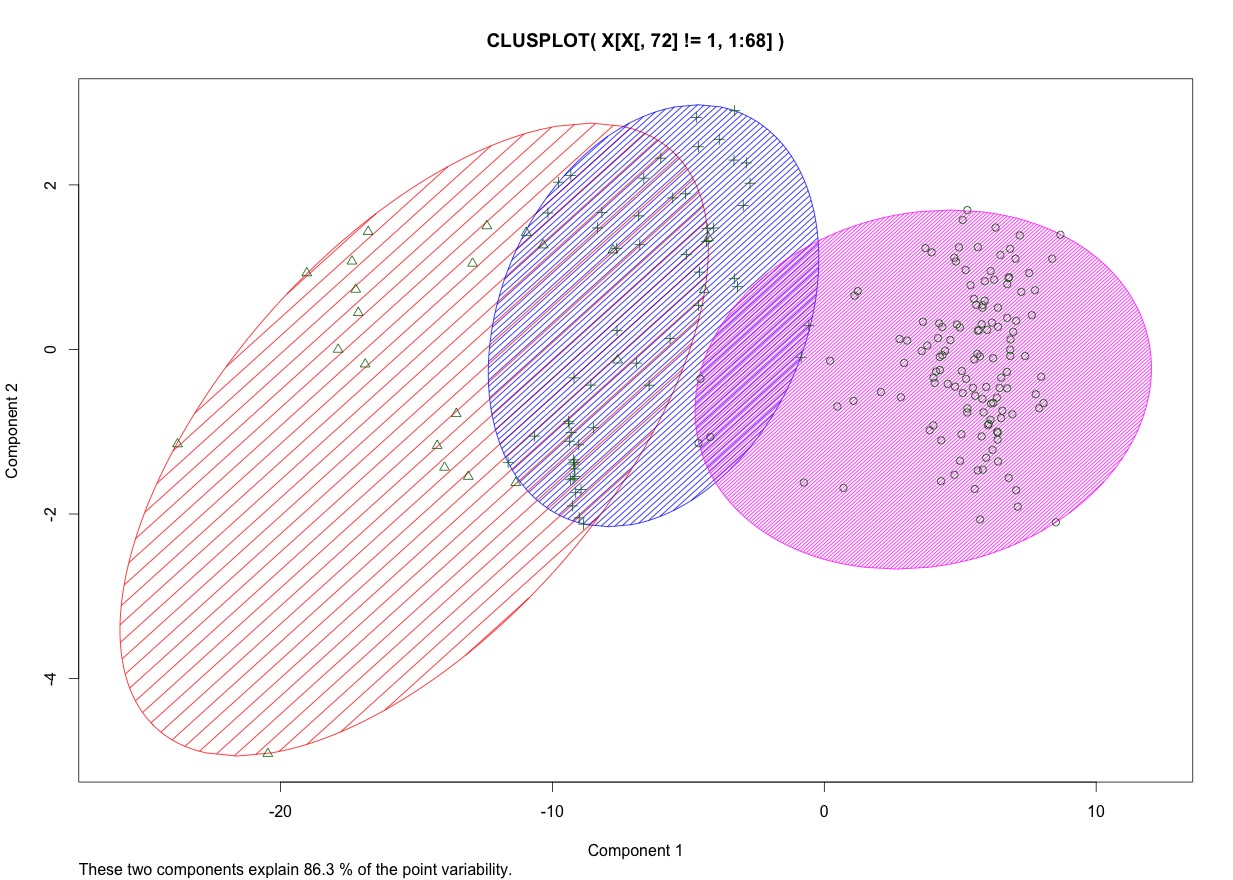 CLUSPLOT( X[X[, 72] != 1, 1:68] )
2
0
-2
-4
Component 2
-20
-10
0
10
Component 1
These two components explain 86.3 % of the point variability.